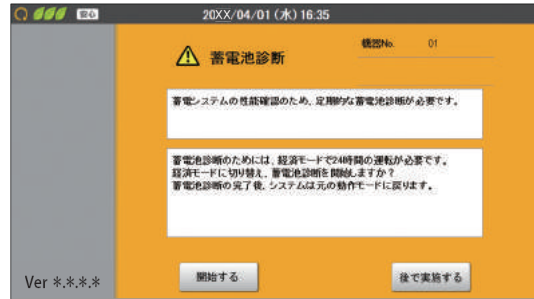 安心 20XX/04/01 (水) 16:35
蓄電池診断
機器No. 01
蓄電システムの性能確認のため、定期的な蓄電池診断が必要です。
蓄電池診断のためには、経済モードで24時間の運転が必要です。
経済モードに切り替え、蓄電池診断を開始しますか？
蓄電池診断の完了後、システムは元の動作モードに戻ります。
開始する 後で実施する
Ver *.*.*.*